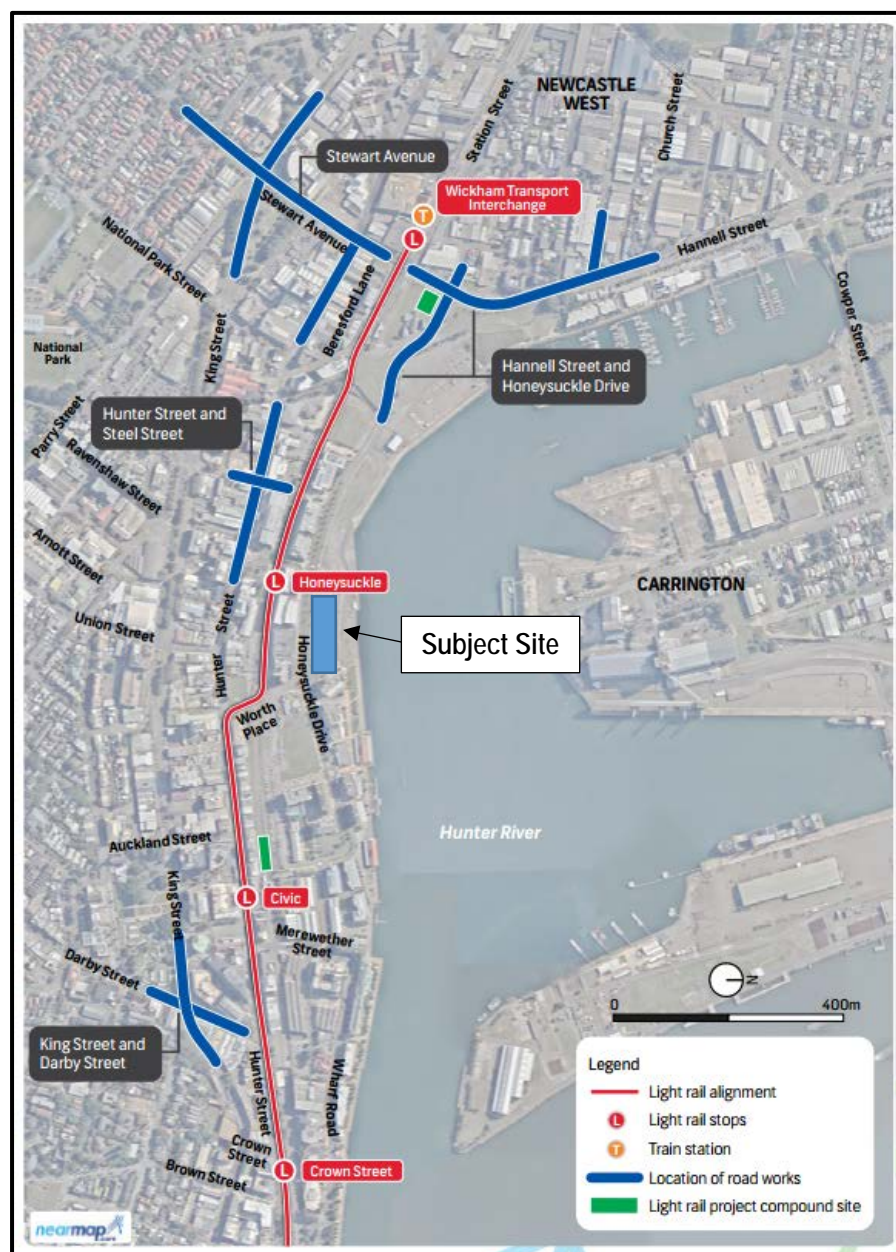 NEWCASTLE
WEST
Station Street
Church Street
Stewart Avenue
Wickham Transport
Interchange
T
L
Stewart Avenue
Hannell Street
National Park Street
Beresford Lane
Cowper Street
King Street
National
Park
Hannell Street and
Honeysuckle Drive
Hunter Street and
Steel Street
Parry Street
Ravenshaw Street
Arnott Street
L
Honeysuckle
CARRINGTON
Union Street
Hunter Street
Subject Site
Honeysuckle Drive
Worth
Place
Hunter River
Auckland Street
King Street
L
Civic
Merewether
Street
Darby Street
N
0
400m
King Street and
Darby Street
Hunter Street
Wharf Road
Crown
Street
Brown Street
L
Crown Street
Legend
Light rail alignment
L
Light rail stops
T
Train station
Location of road works
Light rail project compound site
nearmap
.com